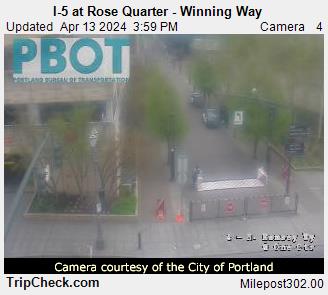 I-5 at Rose Quarter - Winning Way
Updated Apr 13 2024 3:59 PM Camera 4
PBOT
PORTLAND BUREAU OF TRANSPORTATION
Camera courtesy of the City of Portland
TripCheck.com Milepost302.00